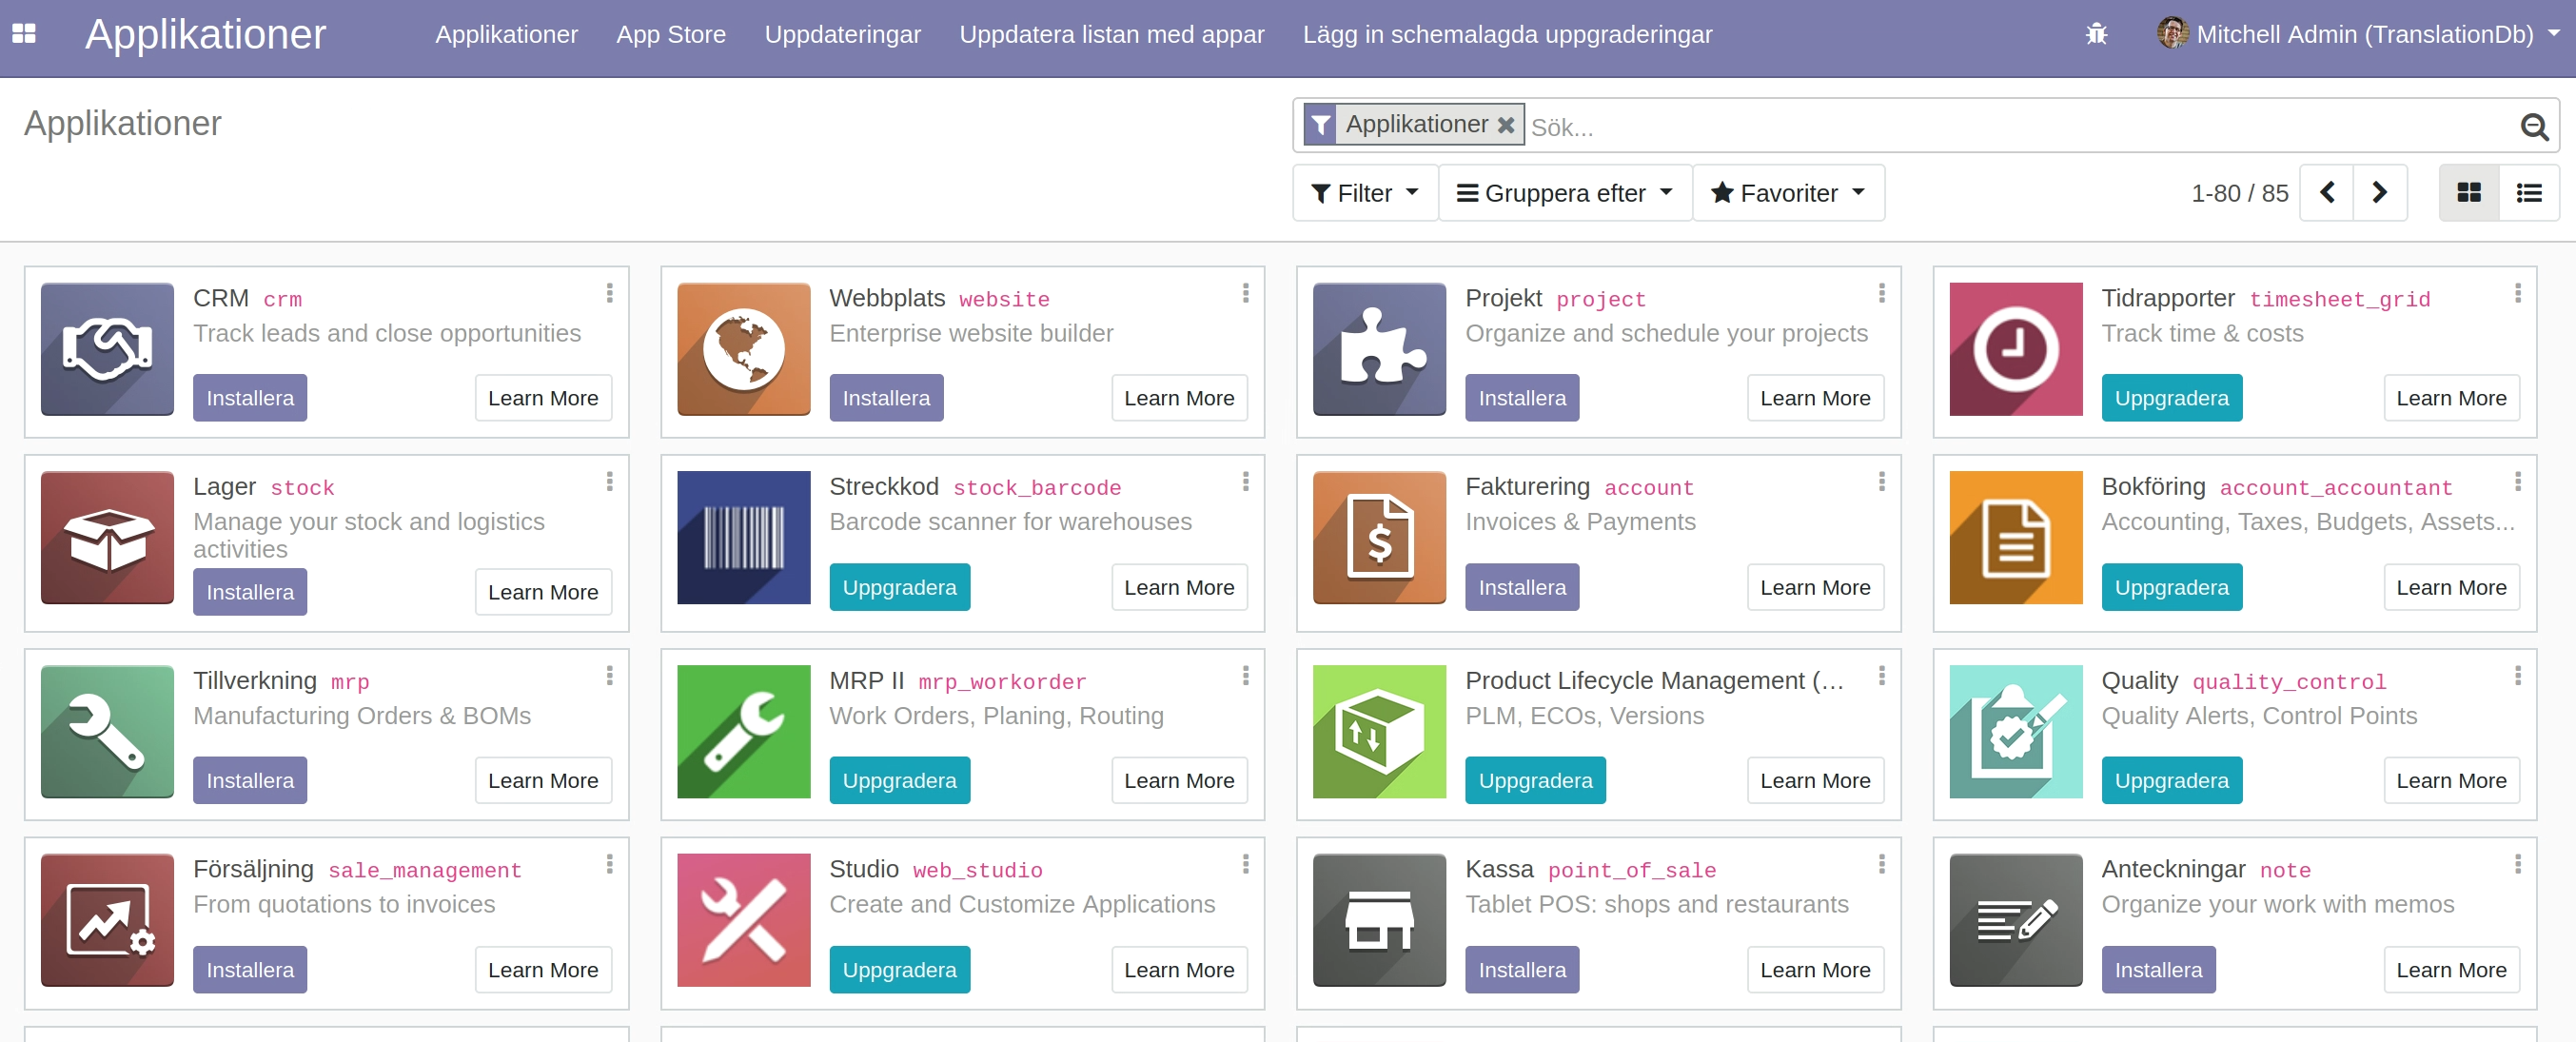 Applikationer Applikationer App Store Uppdateringar Uppdatera listan med appar Lägg in schemalagda uppgraderingar Mitchell Admin (TranslationDb)
Applikationer
Applikationer Sök...
Filter Gruppera efter Favoriter 1-80 / 85
CRM crm
Track leads and close opportunities
Installera Learn More
Webbplats website
Enterprise website builder
Installera Learn More
Projekt project
Organize and schedule your projects
Installera Learn More
Tidrapporter timesheet_grid
Track time & costs
Uppgradera Learn More
Lager stock
Manage your stock and logistics
activities
Installera Learn More
Streckkod stock_barcode
Barcode scanner for warehouses
Uppgradera Learn More
Fakturering account
Invoices & Payments
Installera Learn More
Bokföring account_accountant
Accounting, Taxes, Budgets, Assets...
Uppgradera Learn More
Tillverkning mrp
Manufacturing Orders & BOMs
Installera Learn More
MRP II mrp_workorder
Work Orders, Planing, Routing
Uppgradera Learn More
Product Lifecycle Management (...
PLM, ECOs, Versions
Uppgradera Learn More
Quality quality_control
Quality Alerts, Control Points
Uppgradera Learn More
Försäljning sale_management
From quotations to invoices
Installera Learn More
Studio web_studio
Create and Customize Applications
Uppgradera Learn More
Kassa point_of_sale
Tablet POS: shops and restaurants
Installera Learn More
Anteckningar note
Organize your work with memos
Installera Learn More